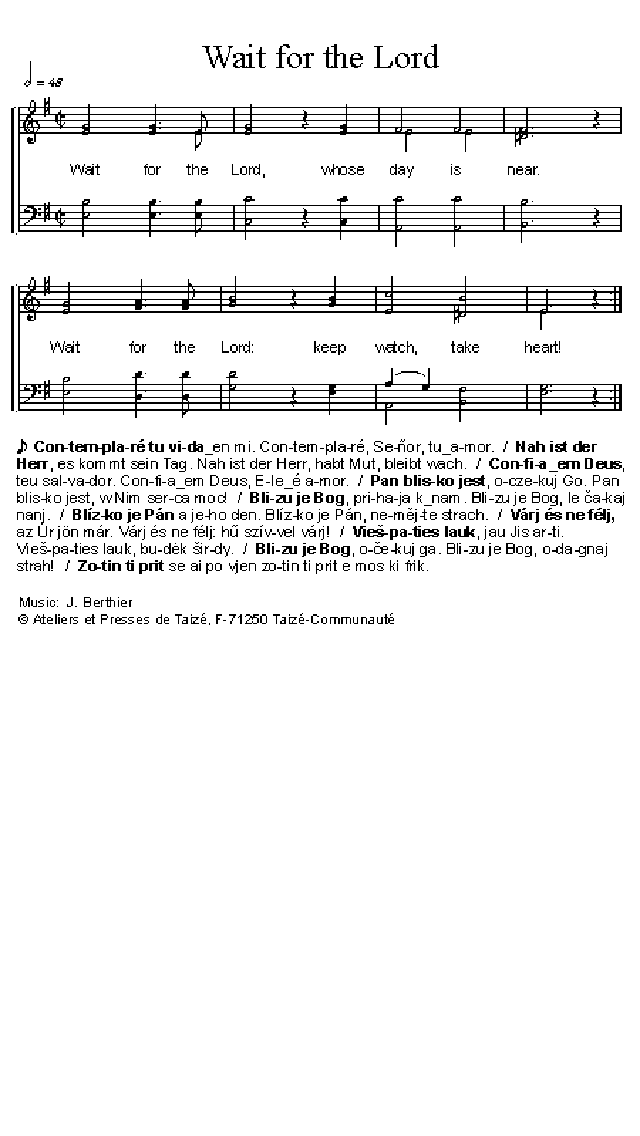 Wait for the Lord
= 48
Wait for the Lord, whose day is near.
Wait for the Lord: keep watch, take heart!
♪ Con-tem-pla-ré tu vi-da_en mi. Con-tem-pla-ré, Se-ñor, tu_a-mor. / Nah ist der
Herr, es kommt sein Tag. Nah ist der Herr, habt Mut, bleibt wach. / Con-fi-a_em Deus,
teu sal-va-dor. Con-fi-a_em Deus, E-le_é a-mor. / Pan blis-ko jest, o-cze-kuj Go. Pan
blis-ko jest, w Nim ser-ca moc! / Bli-zu je Bog, pri-ha-ja k_nam. Bli-zu je Bog, le ča-kaj
nanj. / Blíz-ko je Pán a je-ho den. Blíz-ko je Pán, ne-měj-te strach. / Várj és ne félj,
az Úr jön már. Várj és ne félj: hű szív-vel várj! / Vieš-pa-ties lauk, jau Jis ar-ti.
Vieš-pa-ties lauk, bu-dėk šir-dy. / Bli-zu je Bog, o-če-kuj ga. Bli-zu je Bog, o-da-gnaj
strah! / Zo-tin ti prit se ai po vjen zo-tin ti prit e mos ki frik.
Music: J. Berthier
© Ateliers et Presses de Taizé, F-71250 Taizé-Communauté